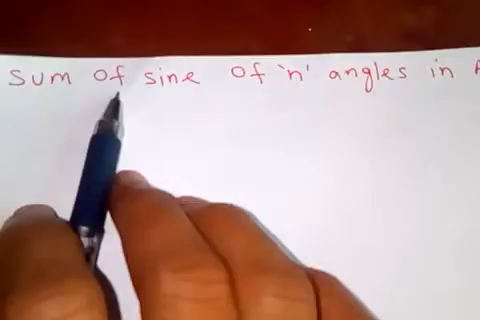 Sum of sine of 'n' angles in